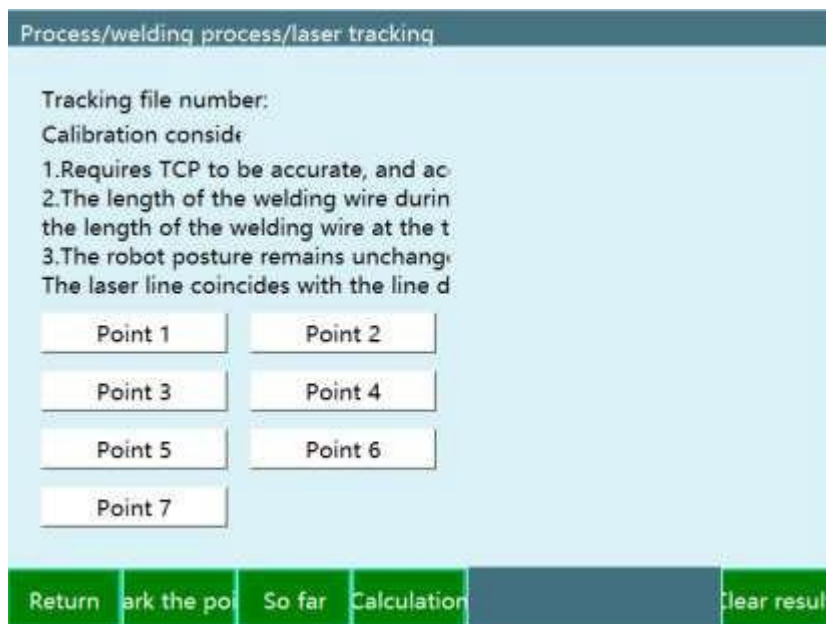 Process/welding process/laser tracking
Tracking file number:
Calibration conside
1.Requires TCP to be accurate, and ac
2.The length of the welding wire durin
the length of the welding wire at the t
3.The robot posture remains unchang
The laser line coincides with the line d
Point 1 Point 2
Point 3 Point 4
Point 5 Point 6
Point 7
Return ark the poi So far Calculation Clear resul